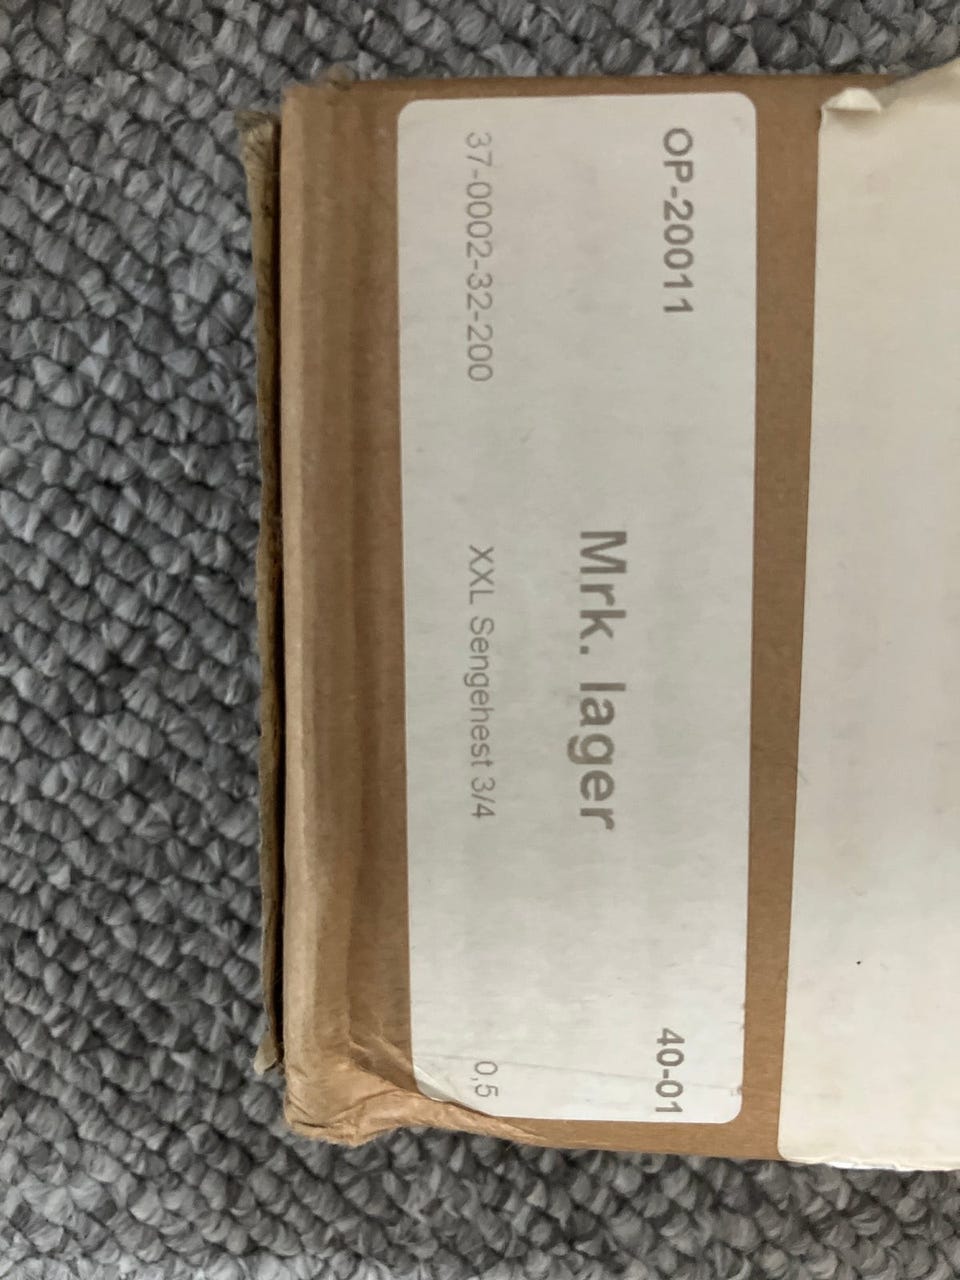 OP-20011 40-01
Mrk. lager
37-0002-32-200 XXL Sengehest 3/4 0,5